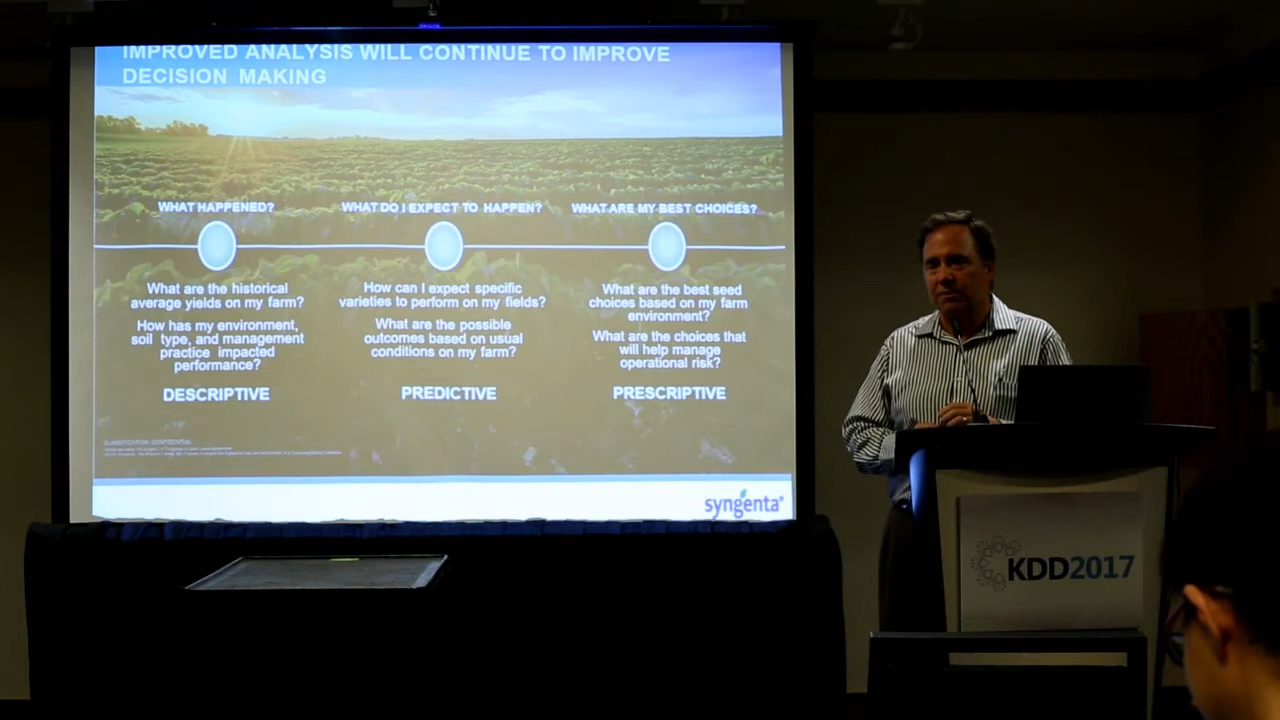 IMPROVED ANALYSIS WILL CONTINUE TO IMPROVE
DECISION MAKING
WHAT HAPPENED?
What are the historical
average yields on my farm?
How has my environment,
soil type, and management
practice impacted
performance?
DESCRIPTIVE
WHAT DO I EXPECT TO HAPPEN?
How can I expect specific
varieties to perform on my fields?
What are the possible
outcomes based on usual
conditions on my farm?
PREDICTIVE
WHAT ARE MY BEST CHOICES?
What are the best seed
choices based on my farm
environment?
What are the choices that
will help manage
operational risk?
PRESCRIPTIVE
CLASSIFICATION: CONFIDENTIAL
syngenta
KDD2017